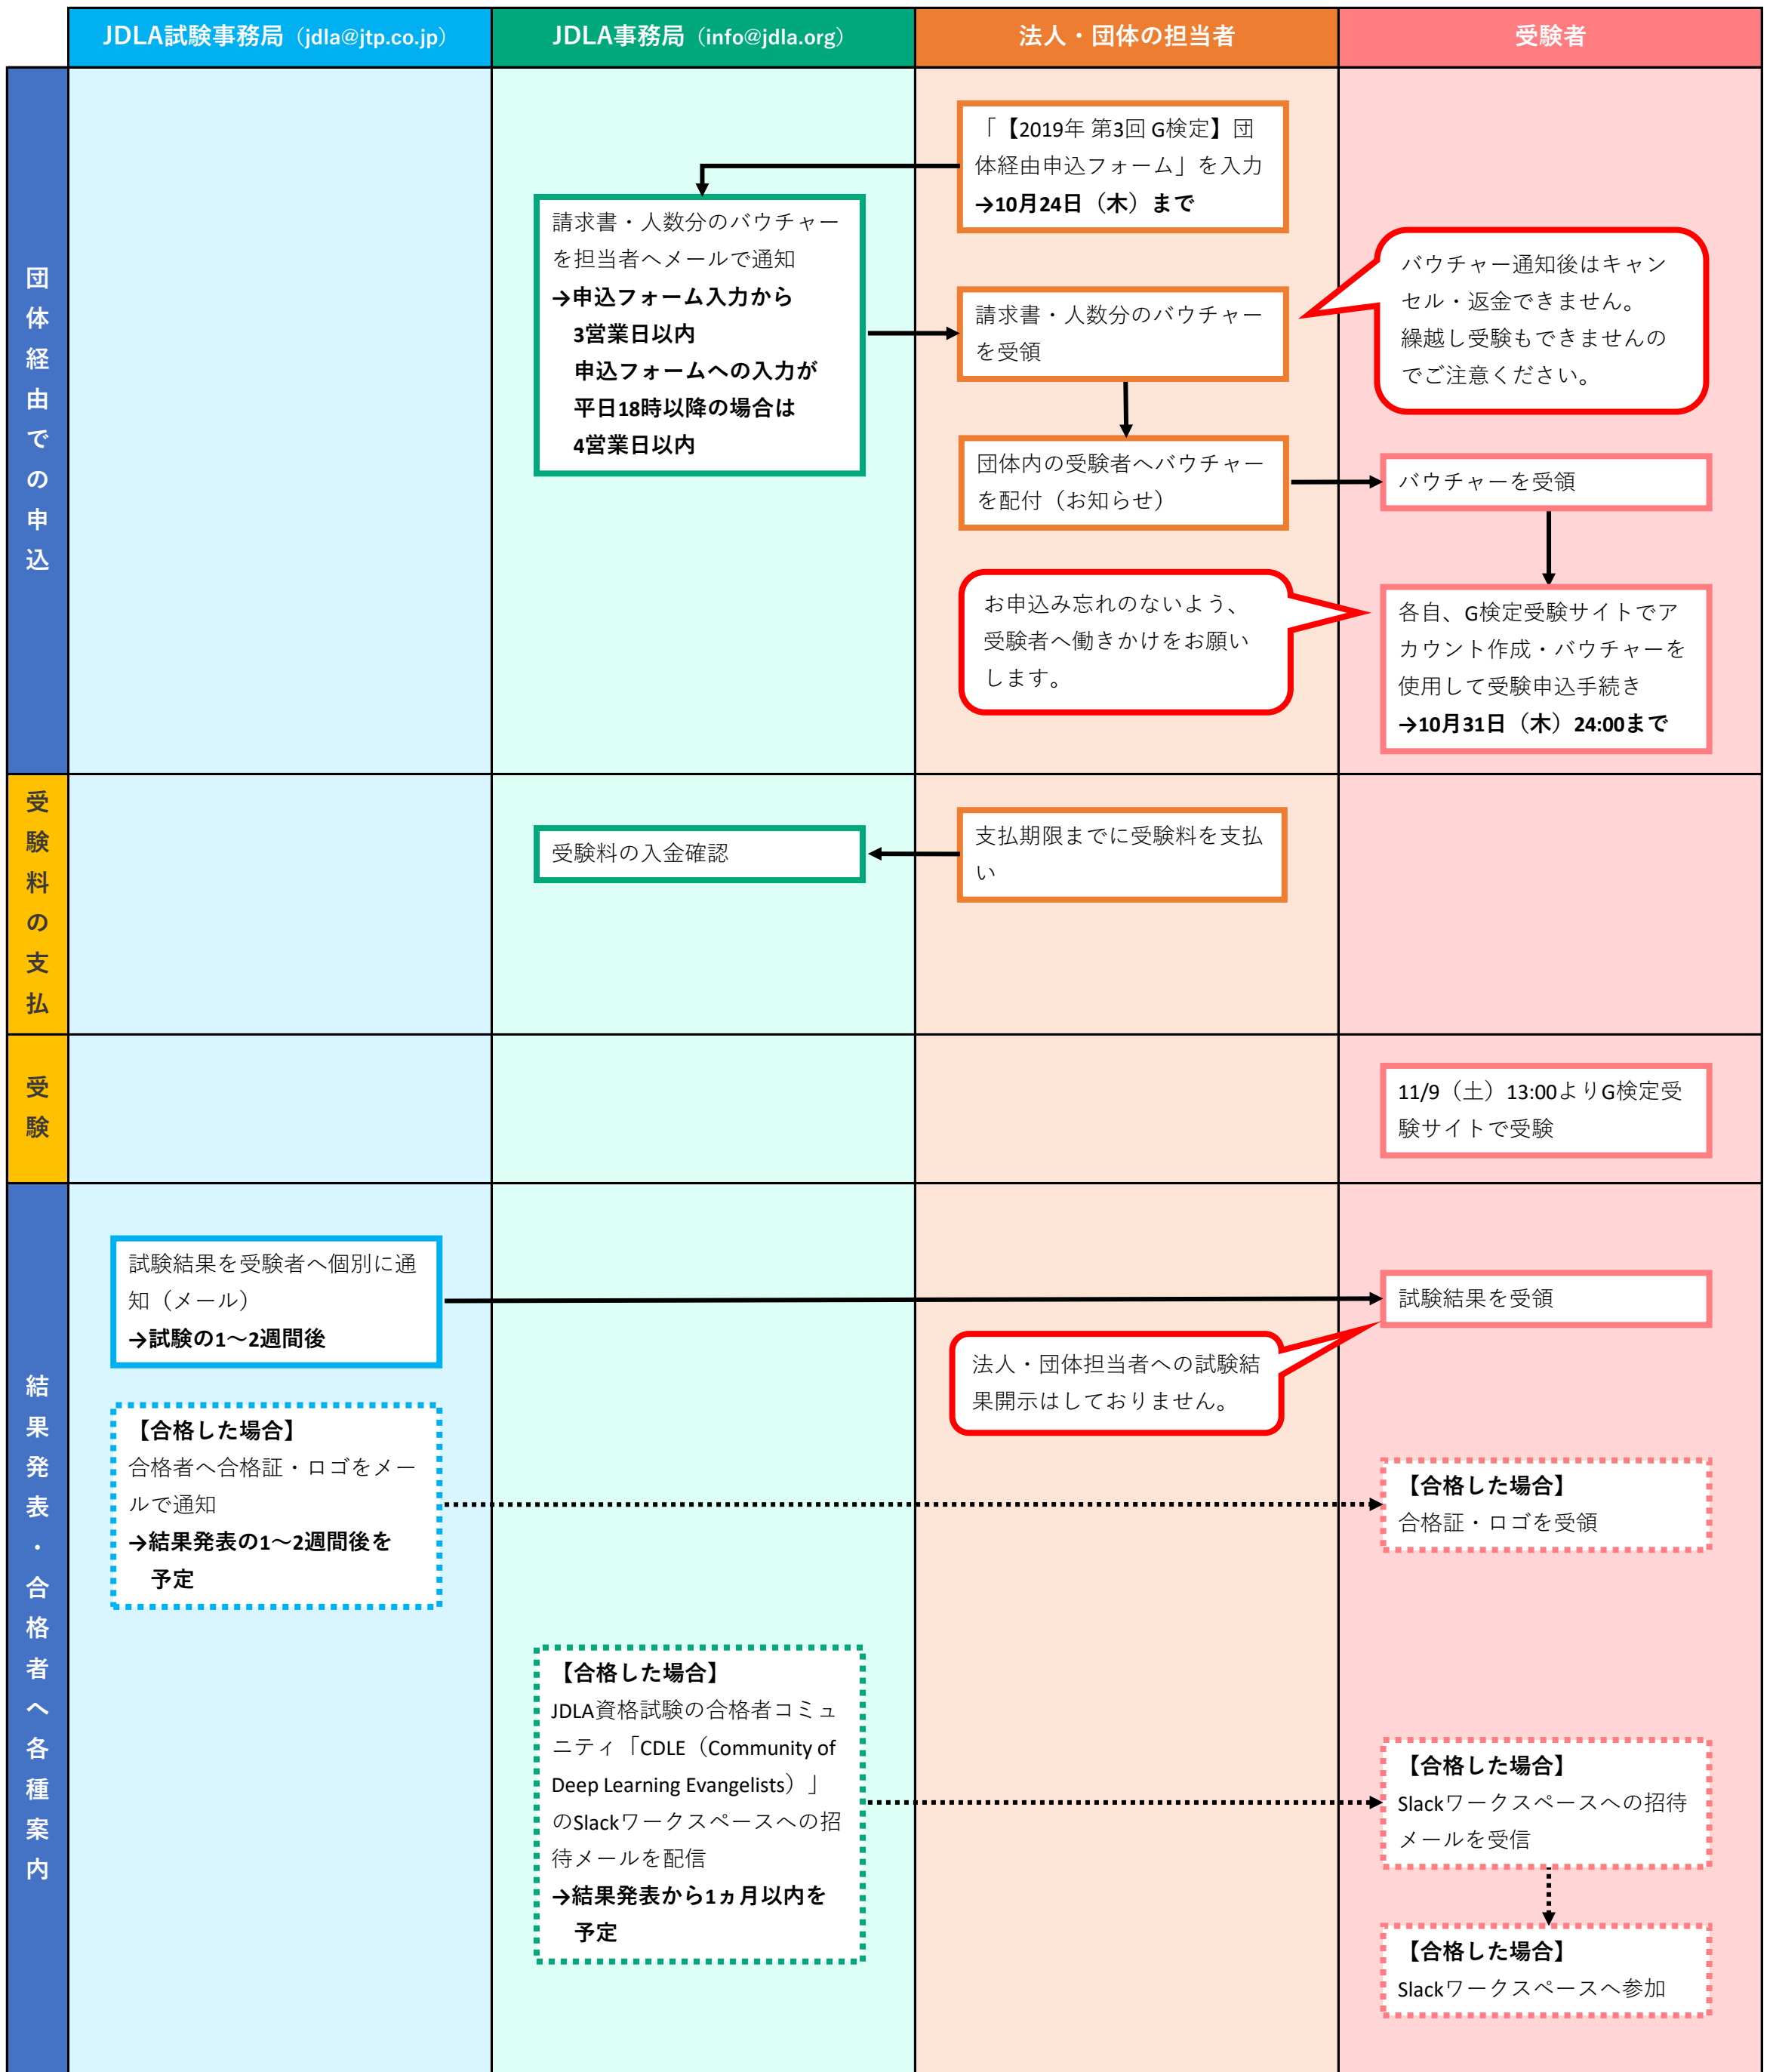 JDLA試験事務局（jdla@jtp.co.jp）
JDLA事務局（info@jdla.org）
法人・団体の担当者
受験者
団体経由での申込
「【2019年 第3回 G検定】団
体経由申込フォーム」を入力
→10月24日（木）まで
請求書・人数分のバウチャー
を担当者へメールで通知
→申込フォーム入力から
3営業日以内
申込フォームへの入力が
平日18時以降の場合は
4営業日以内
請求書・人数分のバウチャー
を受領
バウチャー通知後はキャン
セル・返金できません。
繰越し受験もできませんの
でご注意ください。
団体内の受験者へバウチャー
を配付（お知らせ）
バウチャーを受領
お申込み忘れのないよう、
受験者へ働きかけをお願い
します。
各自、G検定受験サイトでア
カウント作成・バウチャーを
使用して受験申込手続き
→10月31日（木）24:00まで
受験料の支払
受験料の入金確認
支払期限までに受験料を支払
い
受験
11/9（土）13:00よりG検定受
験サイトで受験
結果発表・合格者へ各種案内
試験結果を受験者へ個別に通
知（メール）
→試験の1～2週間後
試験結果を受領
法人・団体担当者への試験結
果開示はしておりません。
【合格した場合】
合格者へ合格証・ロゴをメー
ルで通知
→結果発表の1～2週間後を
予定
【合格した場合】
合格証・ロゴを受領
【合格した場合】
JDLA資格試験の合格者コミュ
ニティ「CDLE（Community of
Deep Learning Evangelists）」
のSlackワークスペースへの招
待メールを配信
→結果発表から1ヵ月以内を
予定
【合格した場合】
Slackワークスペースへの招待
メールを受信
【合格した場合】
Slackワークスペースへ参加